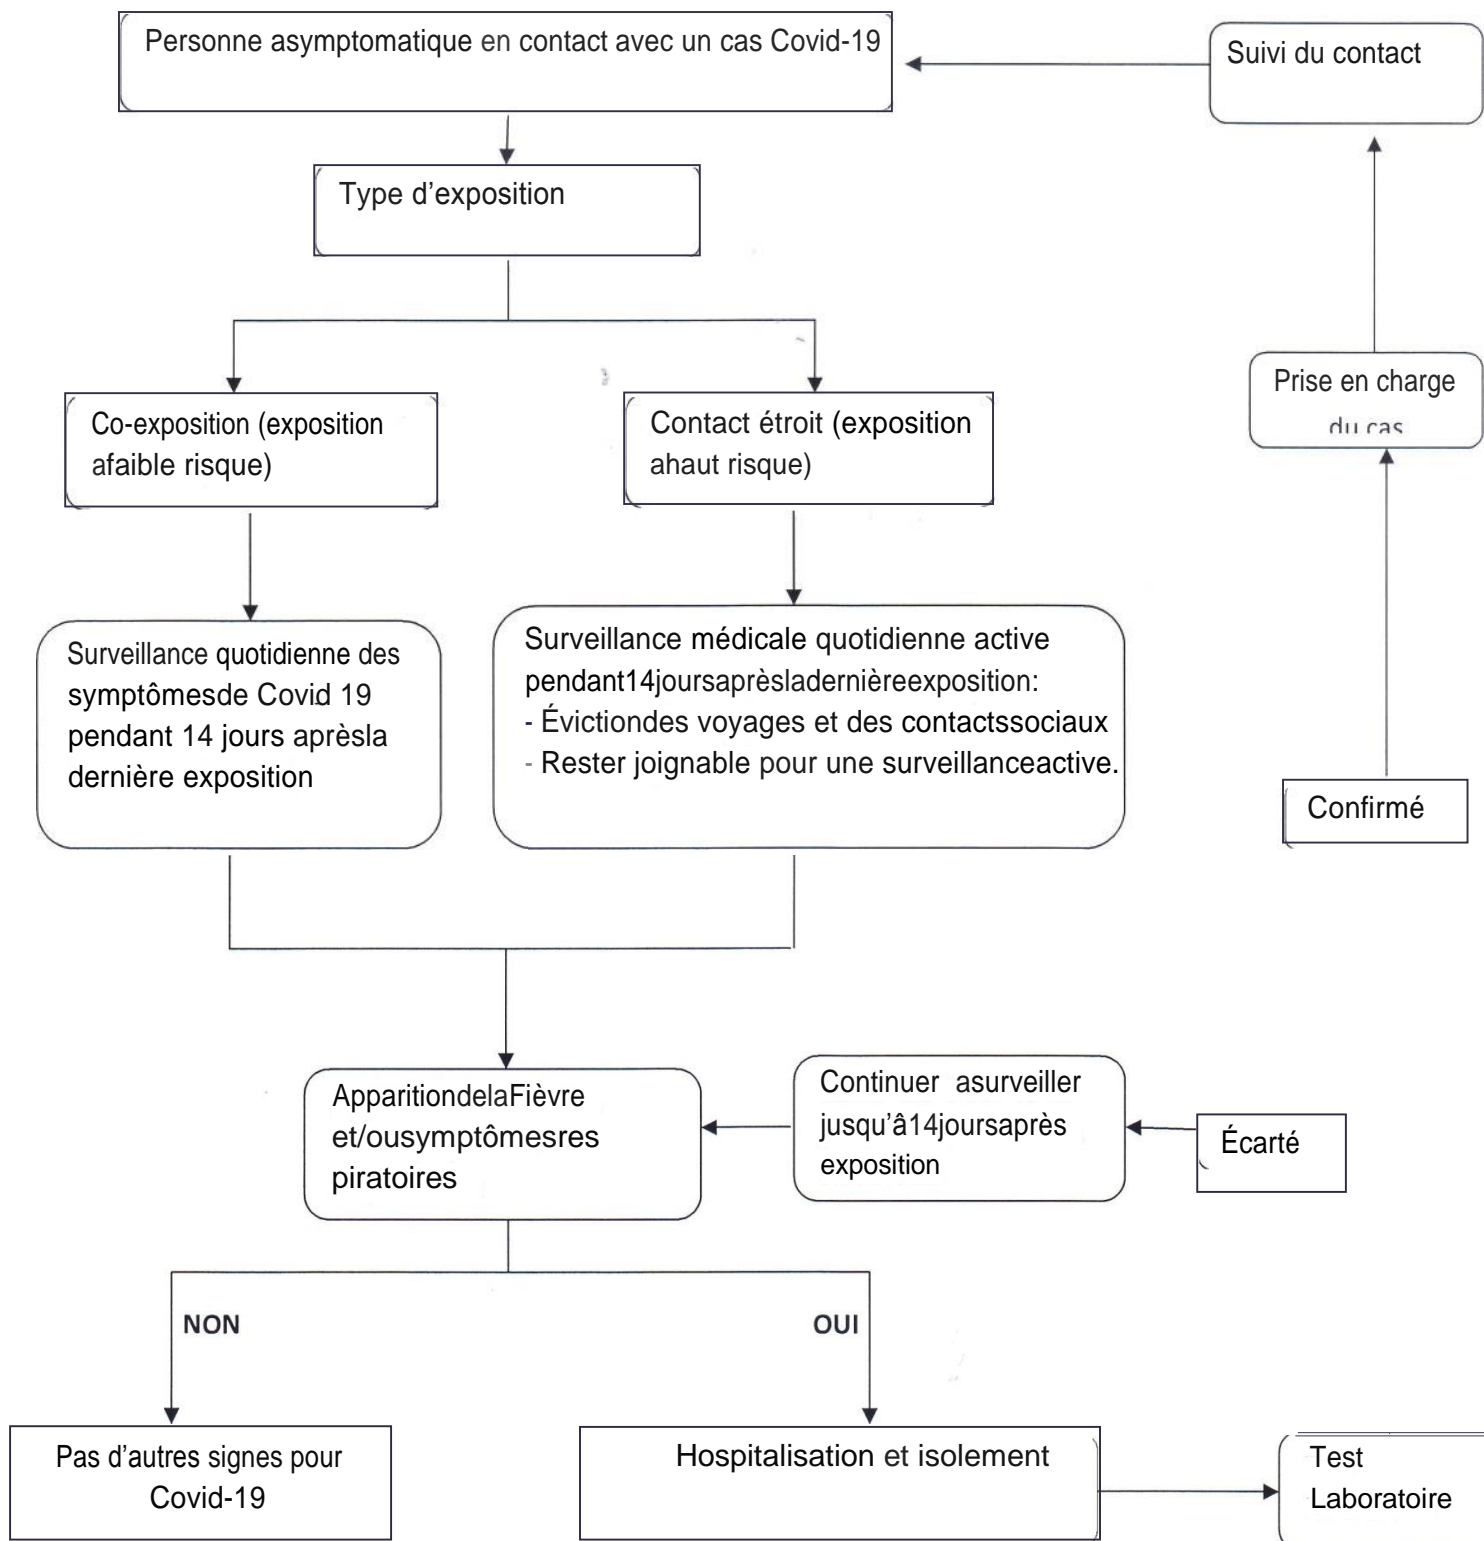 Personne asymptomatique en contact avec un cas Covid-19
Suivi du contact
Type d’exposition
Prise en charge
du cas
Co-exposition (exposition
afaible risque)
Contact étroit (exposition
ahaut risque)
Surveillance quotidienne des
symptômesde Covid 19
pendant 14 jours aprèsla
dernière exposition
Surveillance médicale quotidienne active
pendant14joursaprèsladernièreexposition:
- Évictiondes voyages et des contactssociaux
- Rester joignable pour une surveillanceactive.
Confirmé
ApparitiondelaFièvre
et/ousymptômesres
piratoires
Continuer asurveiller
jusqu’â14joursaprès
exposition
Écarté
NON
OUI
Pas d’autres signes pour
Covid-19
Hospitalisation et isolement
Test
Laboratoire